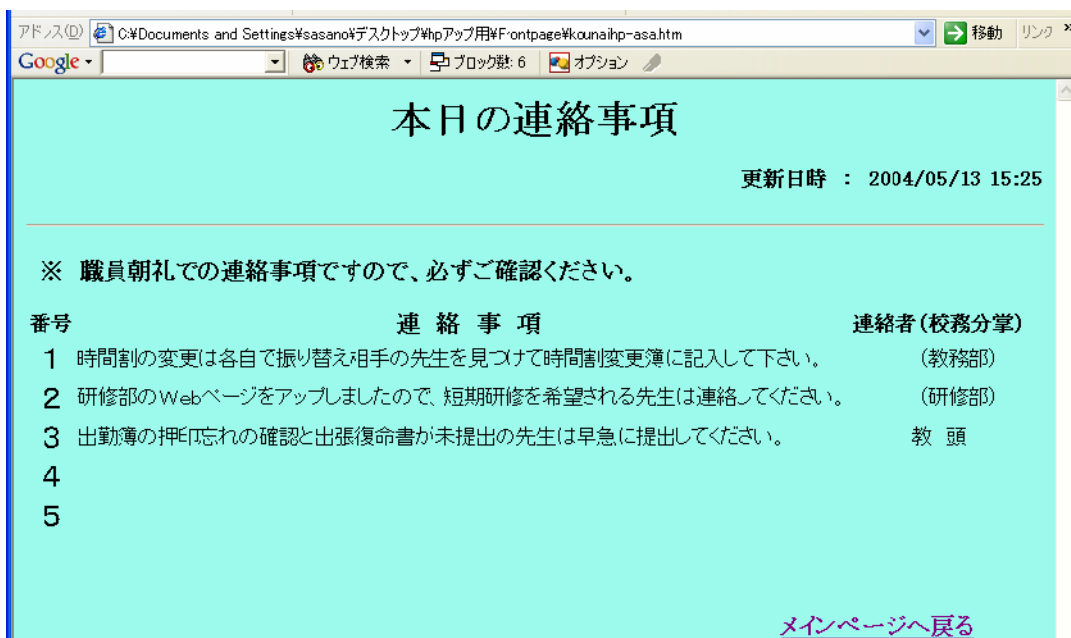 アドレス(D) C:¥Documents and Settings¥sasano¥デスクトップ¥hpアップ用¥Frontpage¥kounaihp-asa.htm 移動 リンク »
Google ウェブ検索 ブロック数: 6 オプション
本日の連絡事項
更新日時 : 2004/05/13 15:25
※ 職員朝礼での連絡事項ですので、必ずご確認ください。
番号 連絡事項 連絡者(校務分掌)
1 時間割の変更は各自で振り替え相手の先生を見つけて時間割変更簿に記入して下さい。 (教務部)
2 研修部のWebページをアップしましたので、短期研修を希望される先生は連絡してください。 (研修部)
3 出勤簿の押印忘れの確認と出張復命書が未提出の先生は早急に提出してください。 教 頭
4
5
メインページへ戻る